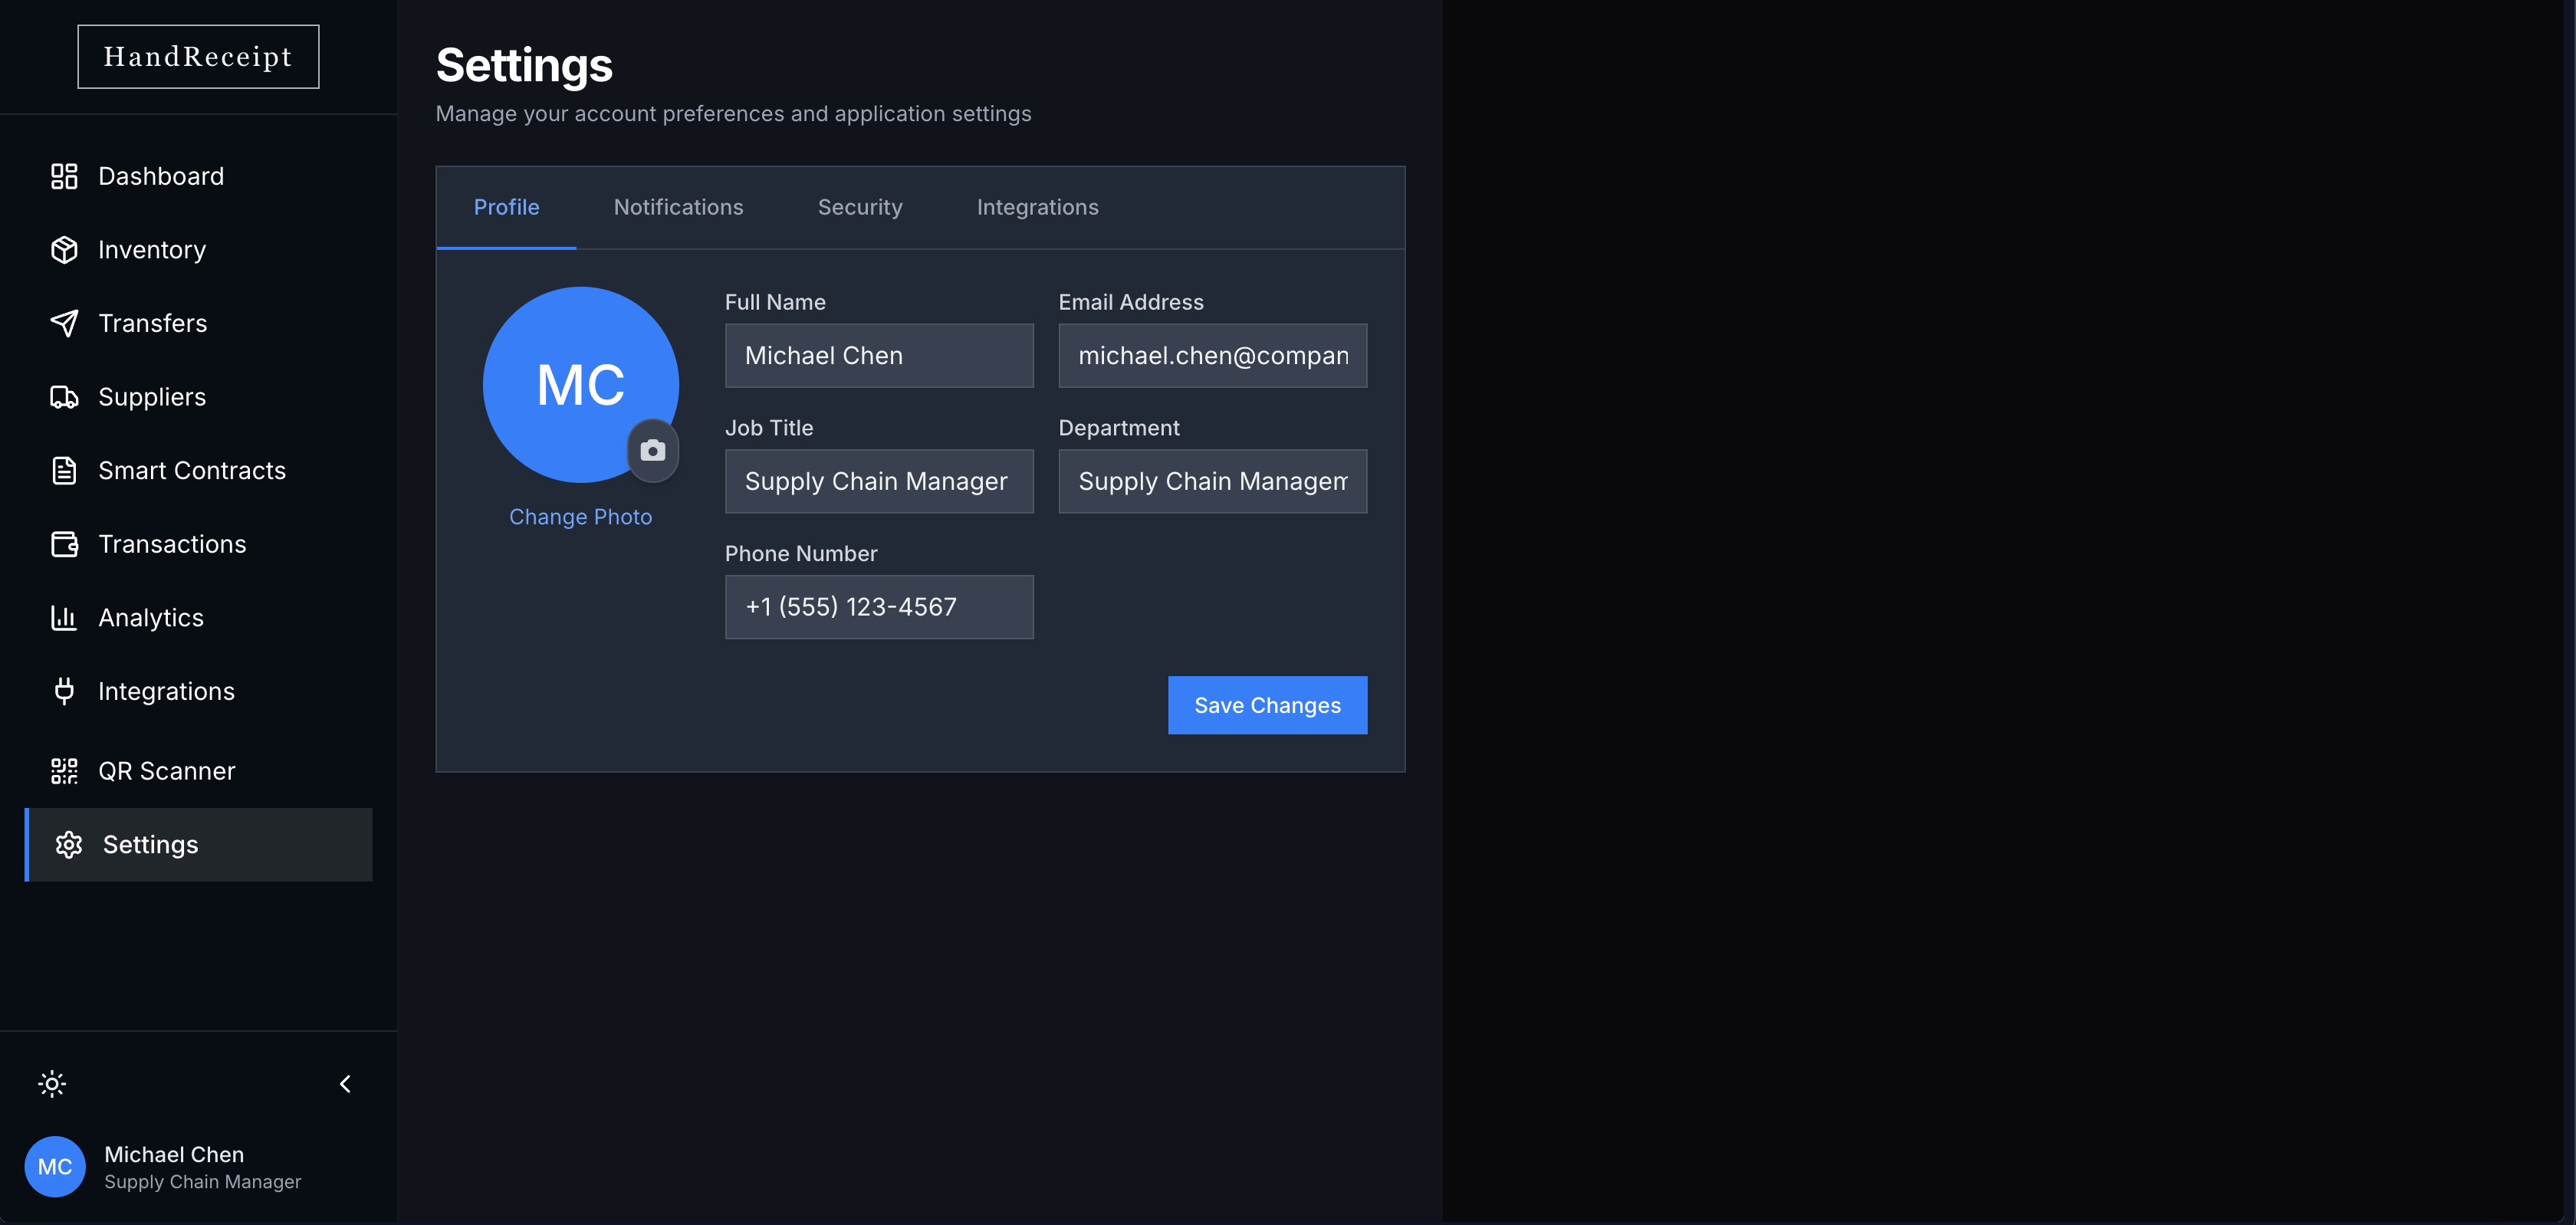 HandReceipt
Dashboard
Inventory
Transfers
Suppliers
Smart Contracts
Transactions
Analytics
Integrations
QR Scanner
Settings
MC
Michael Chen
Supply Chain Manager
Settings
Manage your account preferences and application settings
Profile Notifications Security Integrations
MC
Change Photo
Full Name
Michael Chen
Email Address
michael.chen@compan
Job Title
Supply Chain Manager
Department
Supply Chain Managem
Phone Number
+1 (555) 123-4567
Save Changes